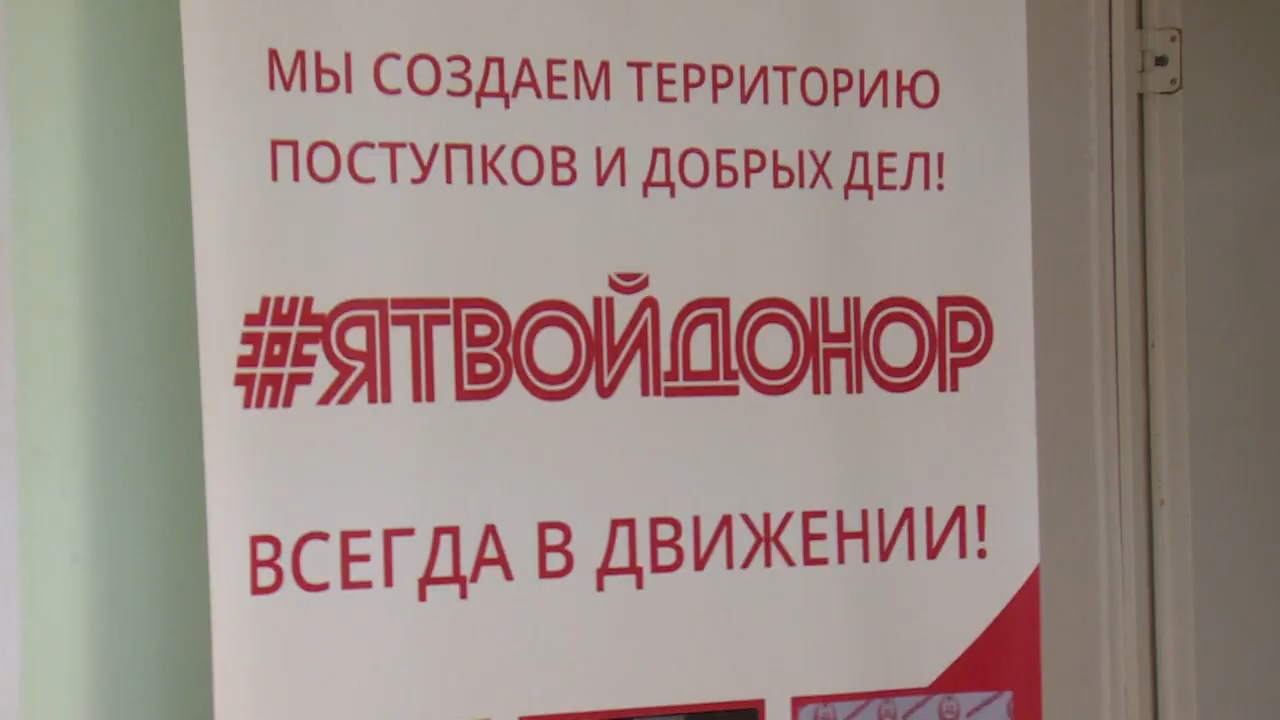 МЫ СОЗДАЕМ ТЕРРИТОРИЮ
ПОСТУПКОВ И ДОБРЫХ ДЕЛ!
#ЯТВОЙДОНОР
ВСЕГДА В ДВИЖЕНИИ!